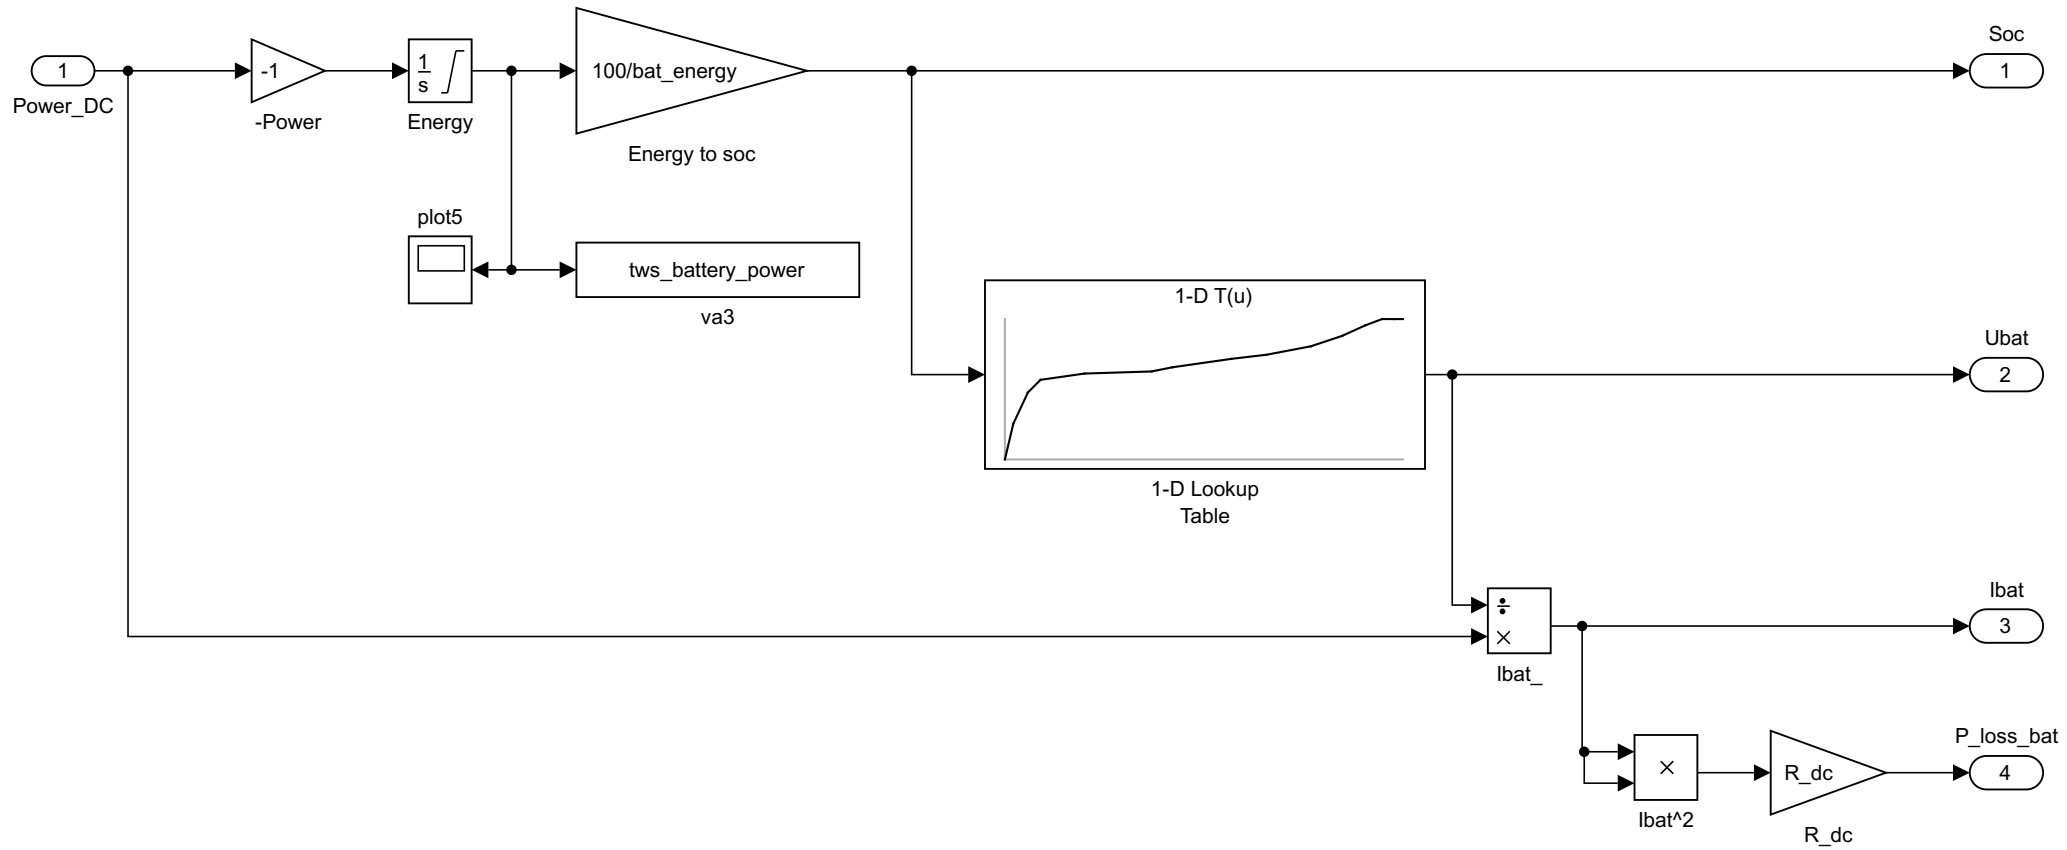 Soc
1
-1
1
s
100/bat_energy
1
Power_DC
-Power
Energy
Energy to soc
plot5
tws_battery_power
va3
1-D T(u)
1-D Lookup
Table
Ubat
2
Ibat
÷
×
3
Ibat_
P_loss_bat
×
R_dc
4
Ibat^2
R_dc